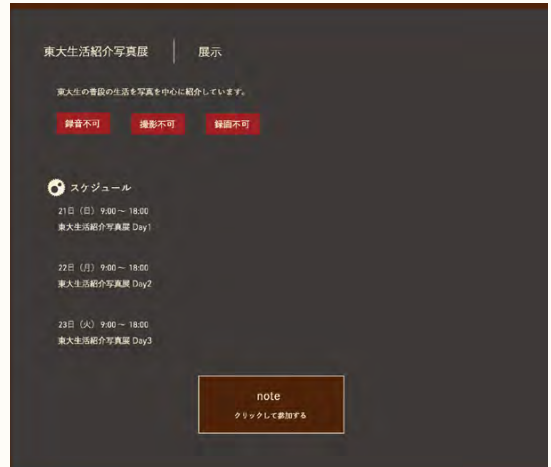 東大生活紹介写真展
展示
東大生の普段の生活を写真を中心に紹介しています。
録音不可 撮影不可 録画不可
スケジュール
21日（日） 9:00 〜 18:00
東大生活紹介写真展 Day1
22日（月） 9:00 〜 18:00
東大生活紹介写真展 Day2
23日（火） 9:00 〜 18:00
東大生活紹介写真展 Day3
note
クリックして参加する